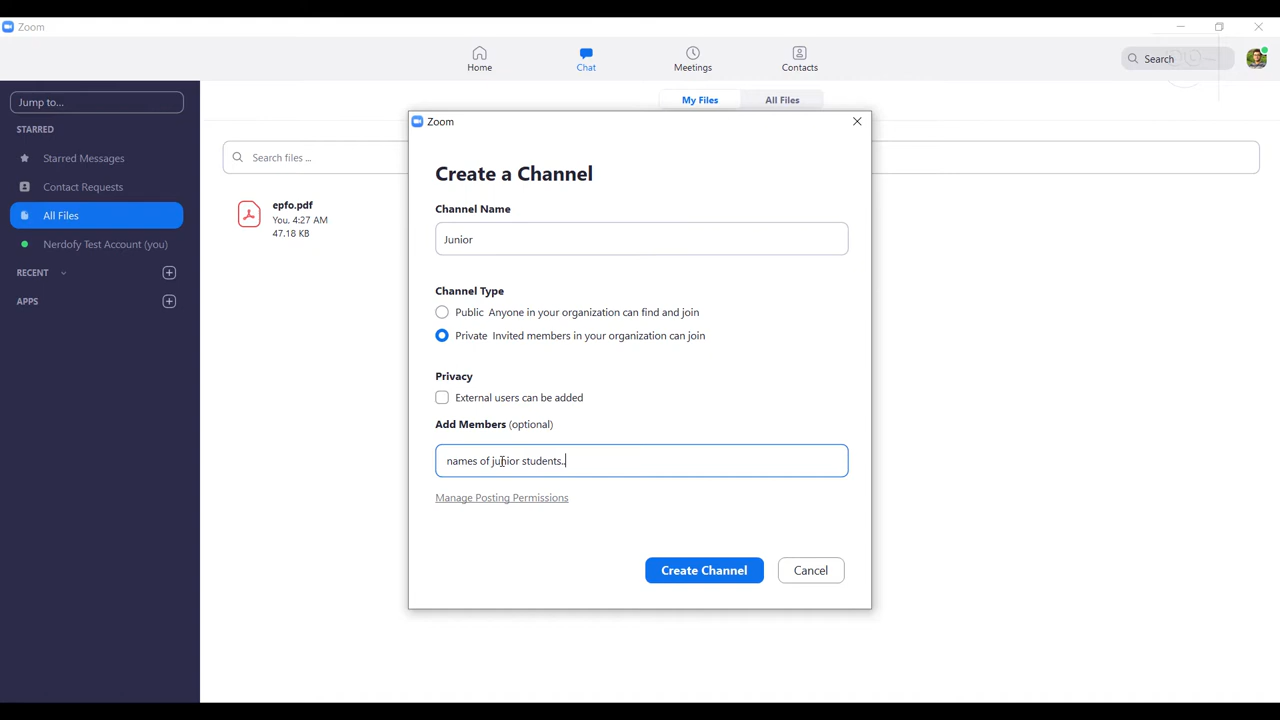 Zoom
Home
Chat
Meetings
Contacts
Search
Jump to...
STARRED
Starred Messages
Contact Requests
All Files
Nerdofy Test Account (you)
RECENT
APPS
My Files
All Files
Search files ...
epfo.pdf
You, 4:27 AM
47.18 KB
Zoom
Create a Channel
Channel Name
Junior
Channel Type
Public Anyone in your organization can find and join
Private Invited members in your organization can join
Privacy
External users can be added
Add Members (optional)
names of junior students..
Manage Posting Permissions
Create Channel
Cancel